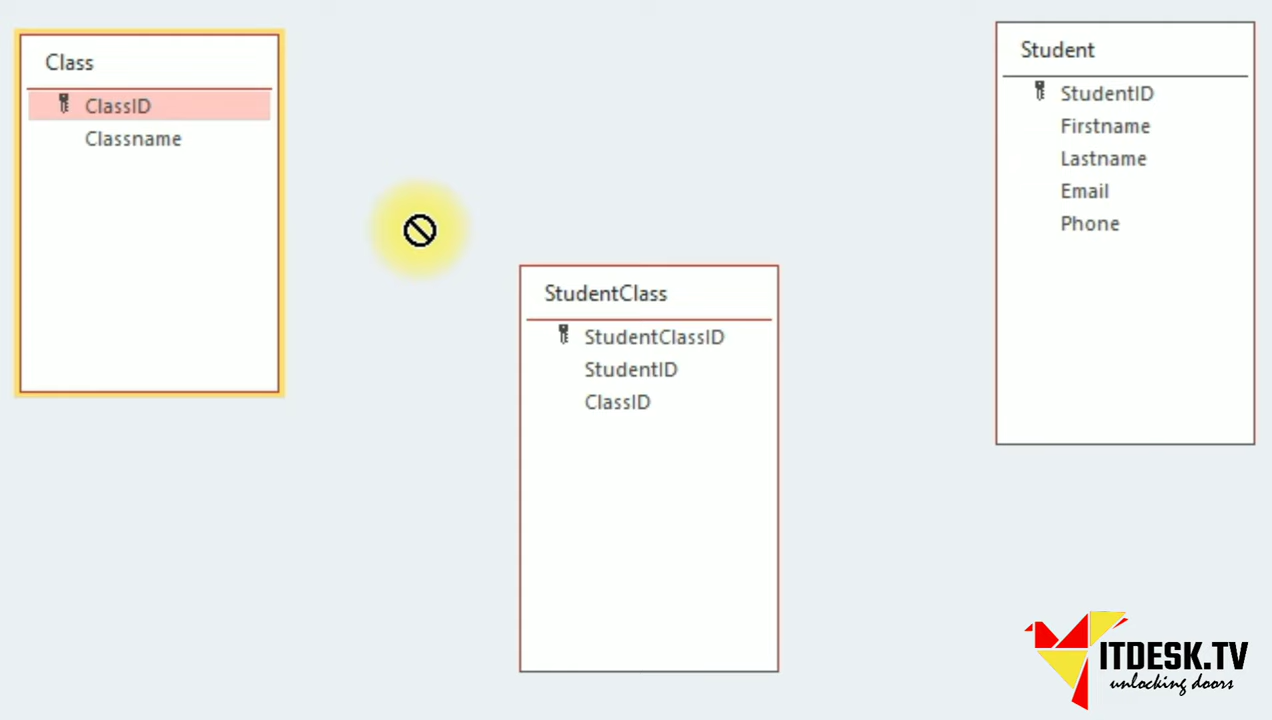 Class
ClassID
Classname
Student
StudentID
Firstname
Lastname
Email
Phone
StudentClass
StudentClassID
StudentID
ClassID
ITDESK.TV
unlocking doors